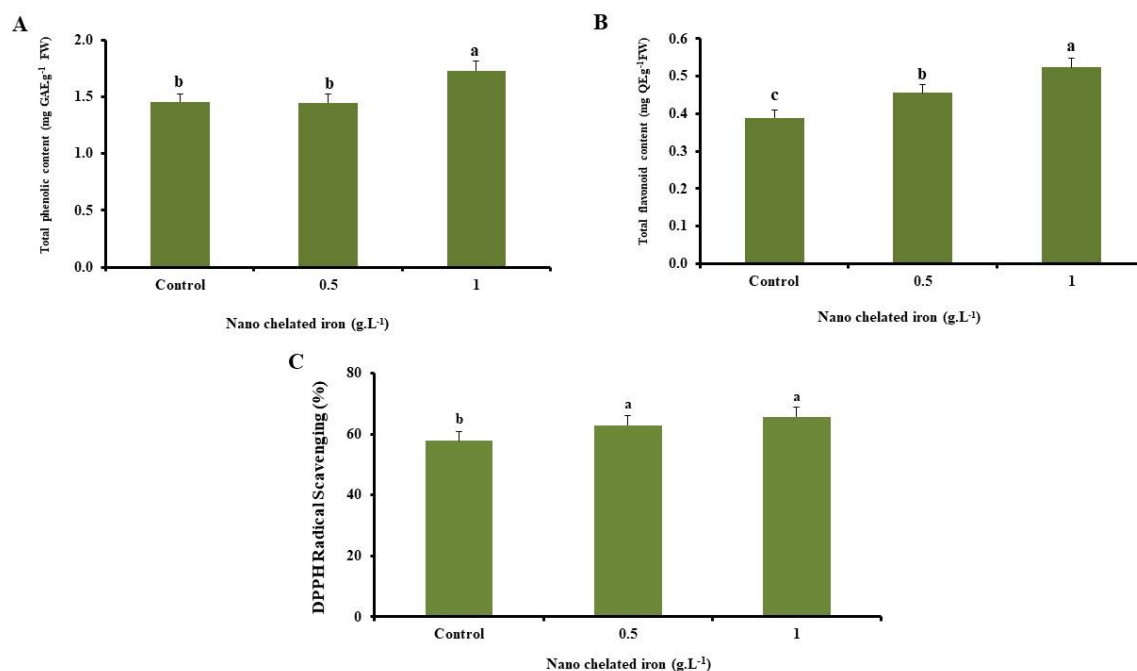 A
Total phenolic content (mg GAE.g-1 FW)
2.0
1.5
1.0
0.5
0.0
b
b
a
Control
0.5
1
Nano chelated iron (g.L-1)
B
Total flavonoid content (mg QE.g-1FW)
0.6
0.5
0.4
0.3
0.2
0.1
0.0
c
b
a
Control
0.5
1
Nano chelated iron (g.L-1)
C
DPPH Radical Scavenging (%)
80
60
40
20
0
b
a
a
Control
0.5
1
Nano chelated iron (g.L-1)